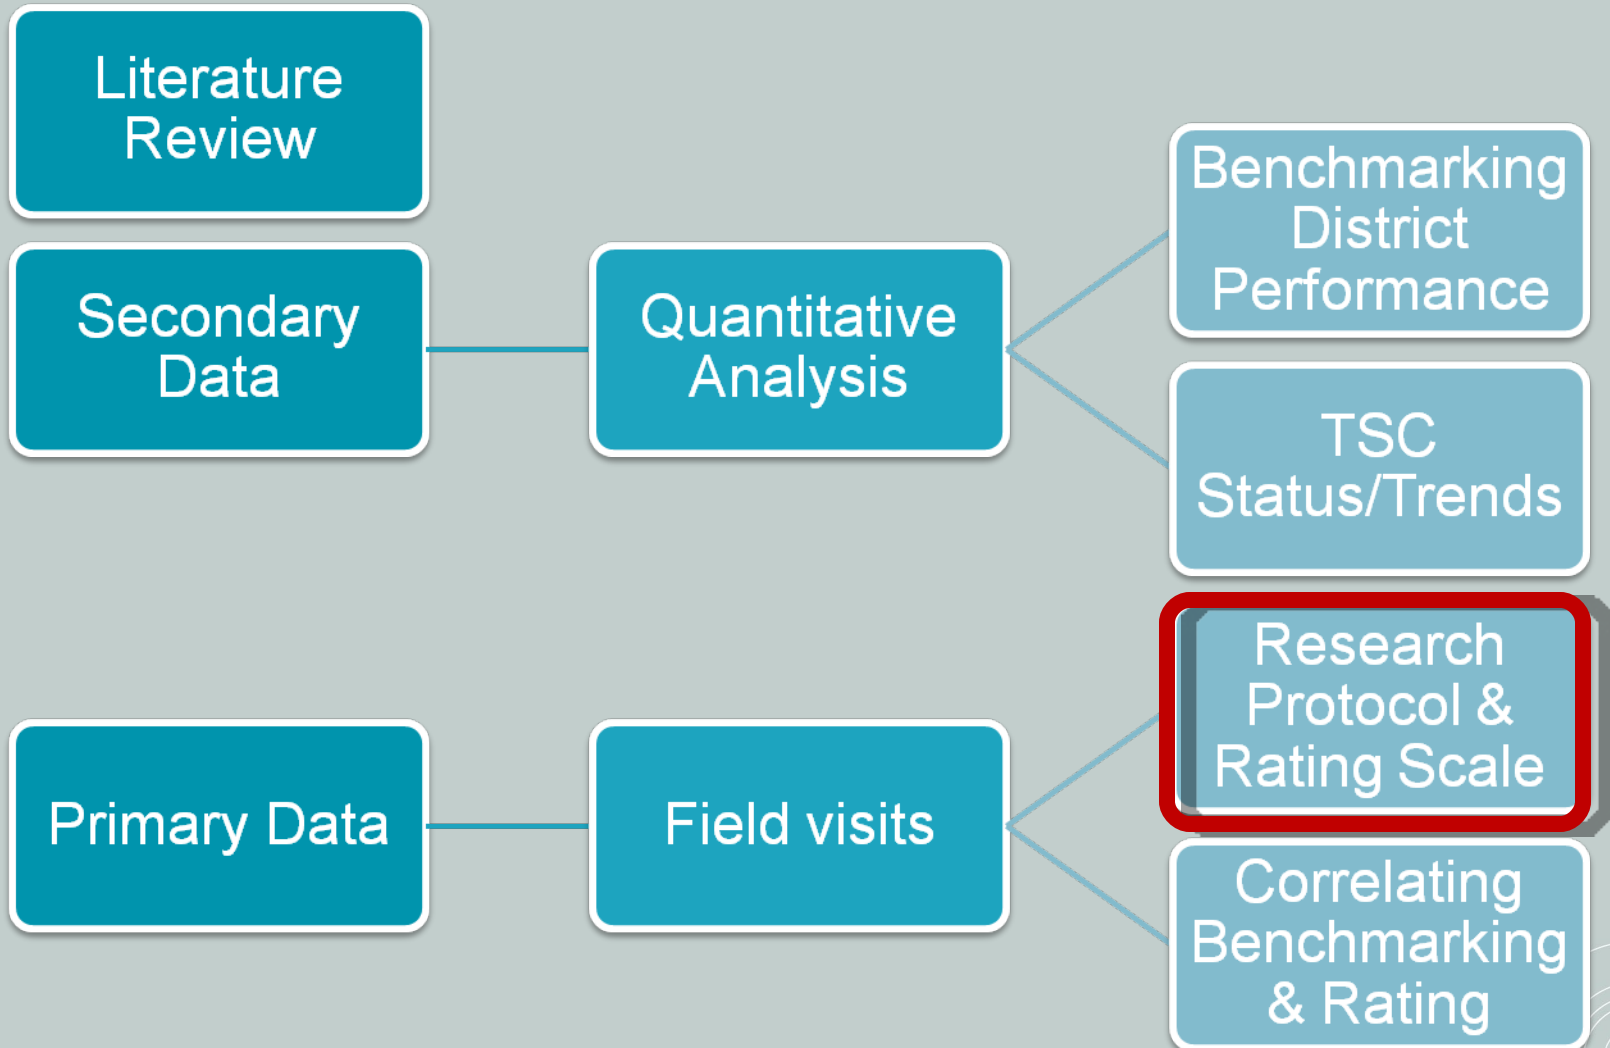 Literature
Review
Secondary
Data
Quantitative
Analysis
Benchmarking
District
Performance
TSC
Status/Trends
Primary Data
Field visits
Research
Protocol &
Rating Scale
Correlating
Benchmarking
& Rating